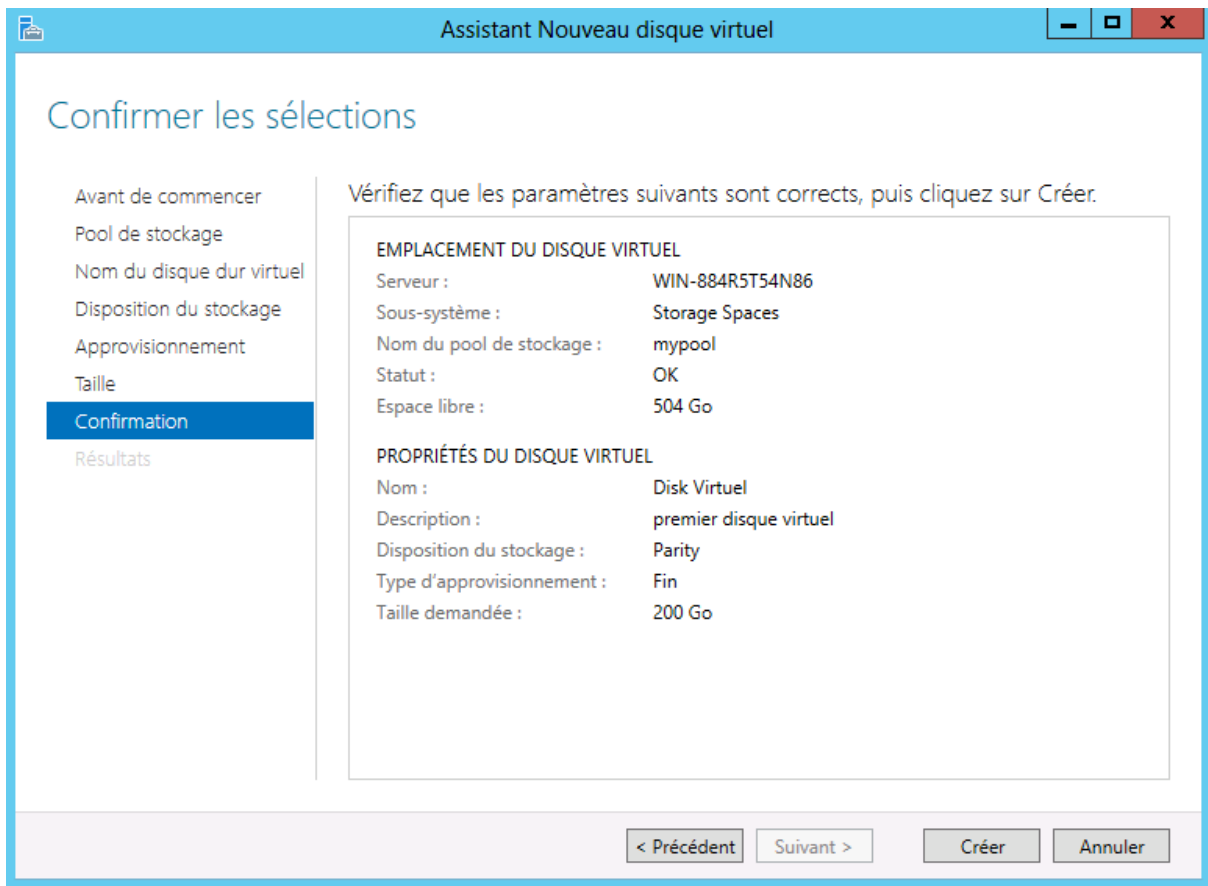 Assistant Nouveau disque virtuel
Confirmer les sélections
Avant de commencer
Pool de stockage
Nom du disque dur virtuel
Disposition du stockage
Approvisionnement
Taille
Confirmation
Résultats
Vérifiez que les paramètres suivants sont corrects, puis cliquez sur Créer.
EMPLACEMENT DU DISQUE VIRTUEL
Serveur : WIN-884R5T54N86
Sous-système : Storage Spaces
Nom du pool de stockage : mypool
Statut : OK
Espace libre : 504 Go
PROPRIÉTÉS DU DISQUE VIRTUEL
Nom : Disk Virtuel
Description : premier disque virtuel
Disposition du stockage : Parity
Type d'approvisionnement : Fin
Taille demandée : 200 Go
< Précédent Suivant > Créer Annuler